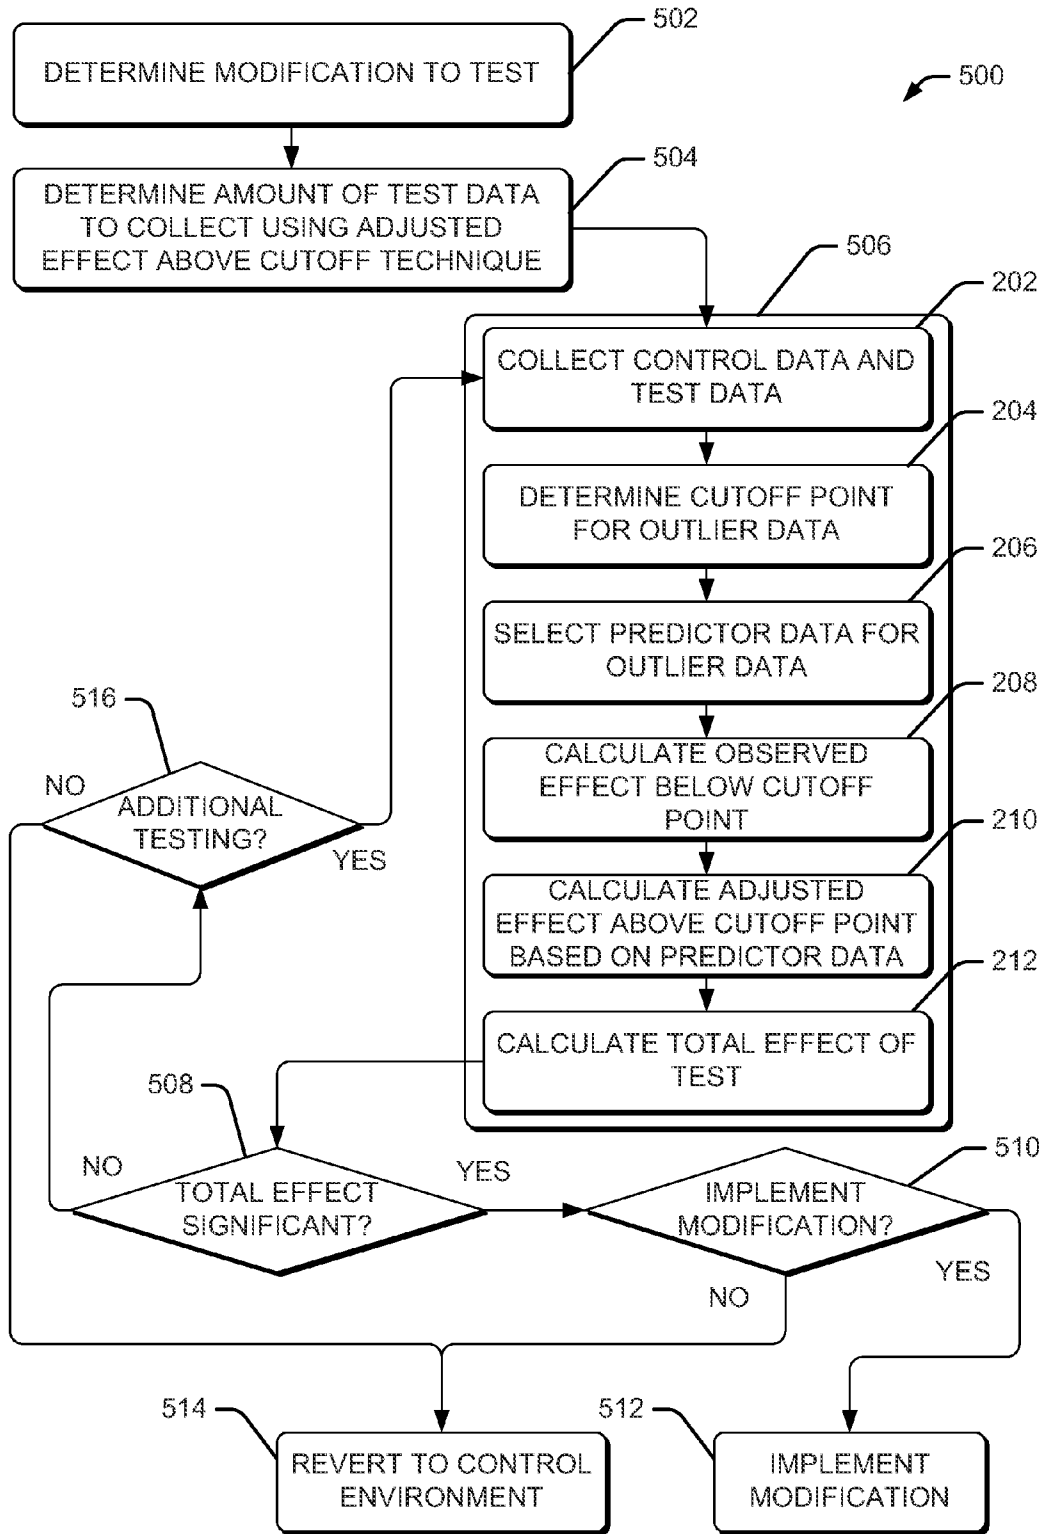 502
DETERMINE MODIFICATION TO TEST
500
504
DETERMINE AMOUNT OF TEST DATA
TO COLLECT USING ADJUSTED
EFFECT ABOVE CUTOFF TECHNIQUE
506
202
COLLECT CONTROL DATA AND
TEST DATA
204
DETERMINE CUTOFF POINT
FOR OUTLIER DATA
206
SELECT PREDICTOR DATA FOR
OUTLIER DATA
208
CALCULATE OBSERVED
EFFECT BELOW CUTOFF
POINT
516
NO
ADDITIONAL
TESTING?
YES
210
CALCULATE ADJUSTED
EFFECT ABOVE CUTOFF POINT
BASED ON PREDICTOR DATA
212
CALCULATE TOTAL EFFECT OF
TEST
508
NO
TOTAL EFFECT
SIGNIFICANT?
YES
510
IMPLEMENT
MODIFICATION?
YES
NO
514
REVERT TO CONTROL
ENVIRONMENT
512
IMPLEMENT
MODIFICATION